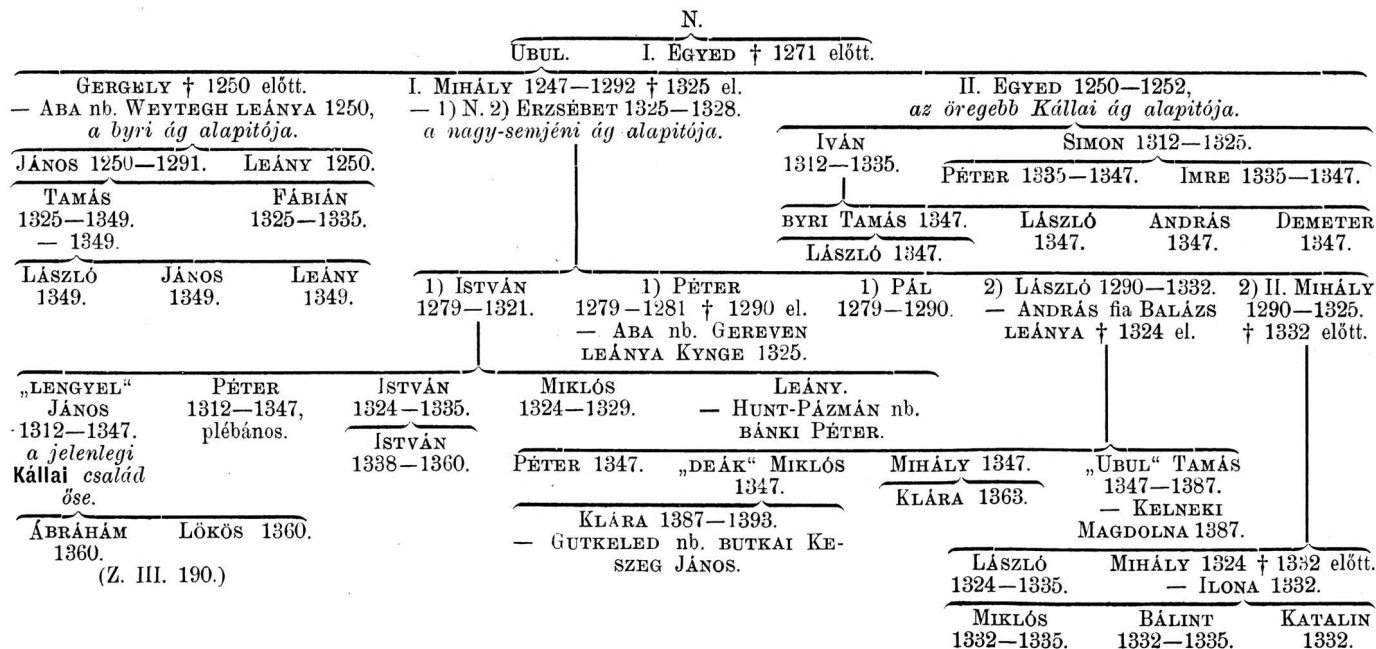 N.
UBUL. I. EGYED † 1271 előtt.
GERGELY † 1250 előtt.
— ABA nb. WEYTEGH LEÁNYA 1250,
a byri ág alapitója.
I. MIHÁLY 1247—1292 † 1325 el.
— 1) N. 2) ERZSÉBET 1325—1328.
a nagy-semjéni ág alapitója.
II. EGYED 1250—1252,
az öregebb Kállai ág alapitója.
JÁNOS 1250—1291. LEÁNY 1250.
TAMÁS
1325—1349.
— 1349.
FÁBIÁN
1325—1335.
LÁSZLÓ
1349.
JÁNOS
1349.
LEÁNY
1349.
IVÁN
1312—1335.
SIMON 1312—1325.
PÉTER 1335—1347. IMRE 1335—1347.
BYRI TAMÁS 1347.
LÁSZLÓ
1347.
ANDRÁS
1347.
DEMETER
1347.
LÁSZLÓ 1347.
1) ISTVÁN
1279—1321.
1) PÉTER
1279—1281 † 1290 el.
— ABA nb. GEREVEN
LEÁNYA KYNGE 1325.
1) PÁL
1279—1290.
2) LÁSZLÓ 1290—1332.
— ANDRÁS fia BALÁZS
LEÁNYA † 1324 el.
2) II. MIHÁLY
1290—1325.
† 1332 előtt.
„LENGYEL“
JÁNOS
1312—1347.
a jelenlegi
Kállai család
őse.
PÉTER
1312—1347,
plébános.
ISTVÁN
1324—1335.
ISTVÁN
1338—1360.
MIKLÓS
1324—1329.
LEÁNY.
— HUNT-PÁZMÁN nb.
BÁNKI PÉTER.
ÁBRÁHÁM
1360.
LÖKÖS 1360.
(Z. III. 190.)
PÉTER 1347.
„DEÁK“ MIKLÓS
1347.
MIHÁLY 1347.
KLÁRA 1363.
„UBUL“ TAMÁS
1347—1387.
— KELNEKI
MAGDOLNA 1387.
KLÁRA 1387—1393.
— GUTKELED nb. BUTKAI KE-
SZEG JÁNOS.
LÁSZLÓ
1324—1335.
MIHÁLY 1324 † 1332 előtt.
— ILONA 1332.
MIKLÓS
1332—1335.
BÁLINT
1332—1335.
KATALIN
1332.